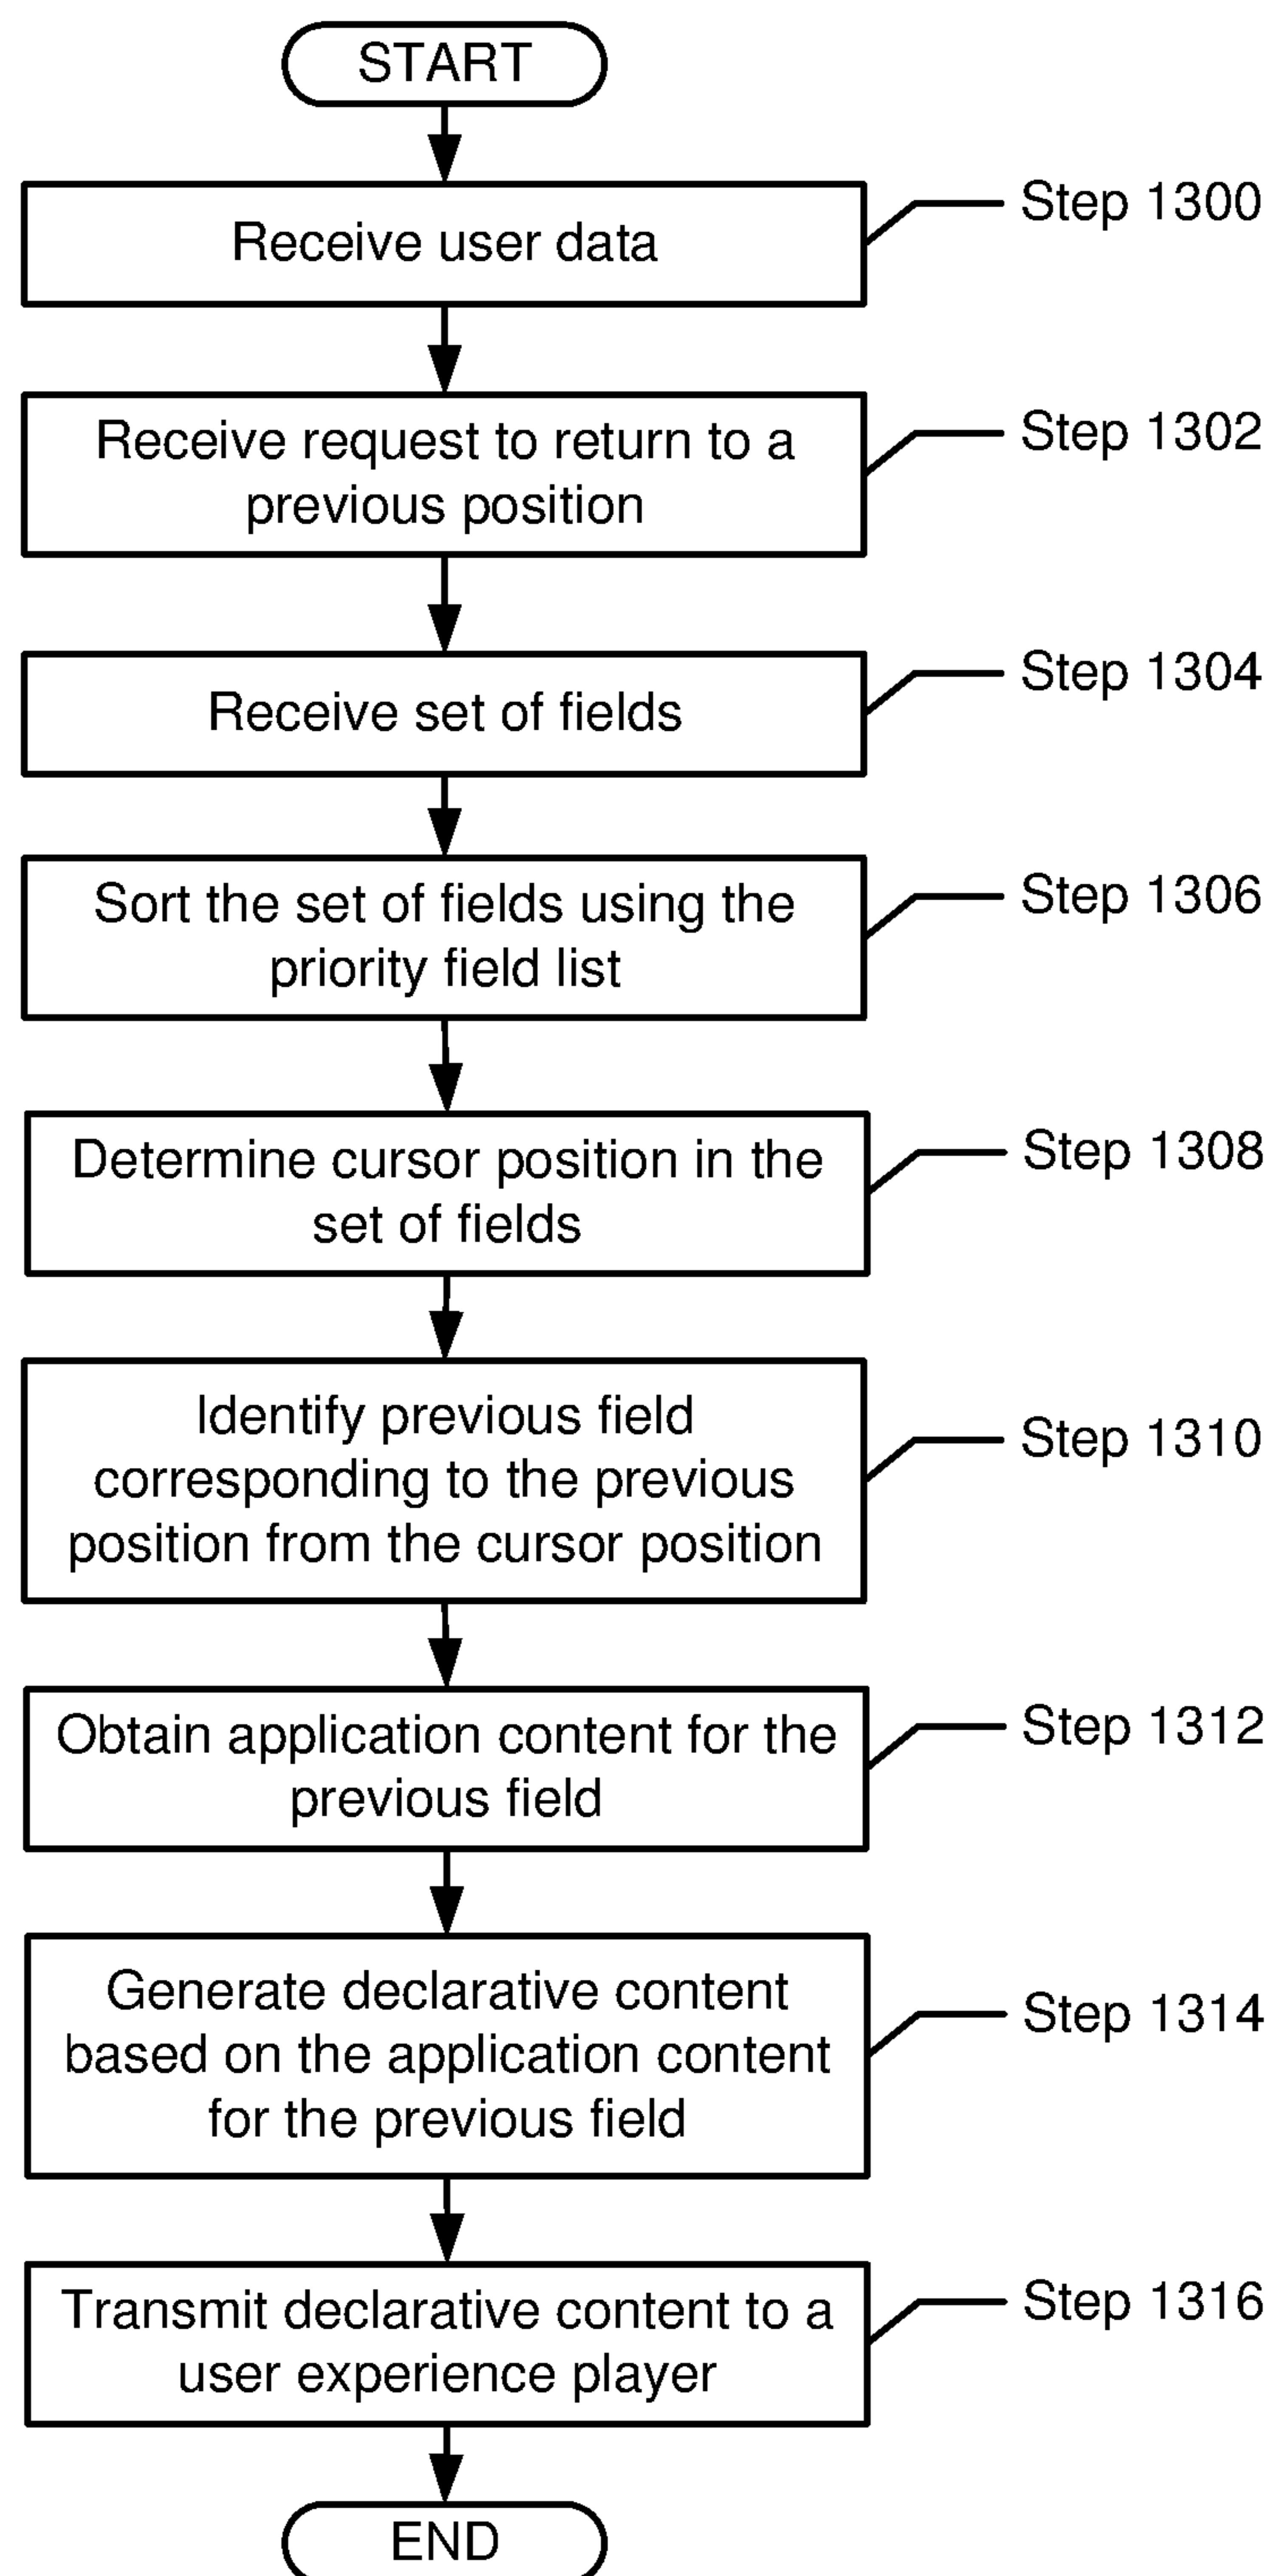 START
Receive user data
Step 1300
Receive request to return to a
previous position
Step 1302
Receive set of fields
Step 1304
Sort the set of fields using the
priority field list
Step 1306
Determine cursor position in the
set of fields
Step 1308
Identify previous field
corresponding to the previous
position from the cursor position
Step 1310
Obtain application content for the
previous field
Step 1312
Generate declarative content
based on the application content
for the previous field
Step 1314
Transmit declarative content to a
user experience player
Step 1316
END